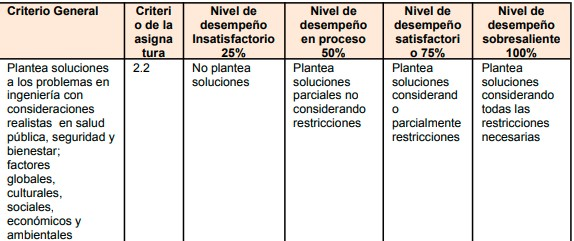 Criterio General
Criteri
o de la
asigna
tura
Nivel de
desempeño
Insatisfactorio
25%
Nivel de
desempeño
en proceso
50%
Nivel de
desempeño
satisfactori
o 75%
Nivel de
desempeño
sobresaliente
100%
Plantea soluciones
a los problemas en
ingeniería con
consideraciones
realistas en salud
pública, seguridad y
bienestar;
factores
globales,
culturales,
sociales,
económicos y
ambientales
2.2
No plantea
soluciones
Plantea
soluciones
parciales no
considerando
restricciones
Plantea
soluciones
considerand
o
parcialmente
restricciones
Plantea
soluciones
considerando
todas las
restricciones
necesarias